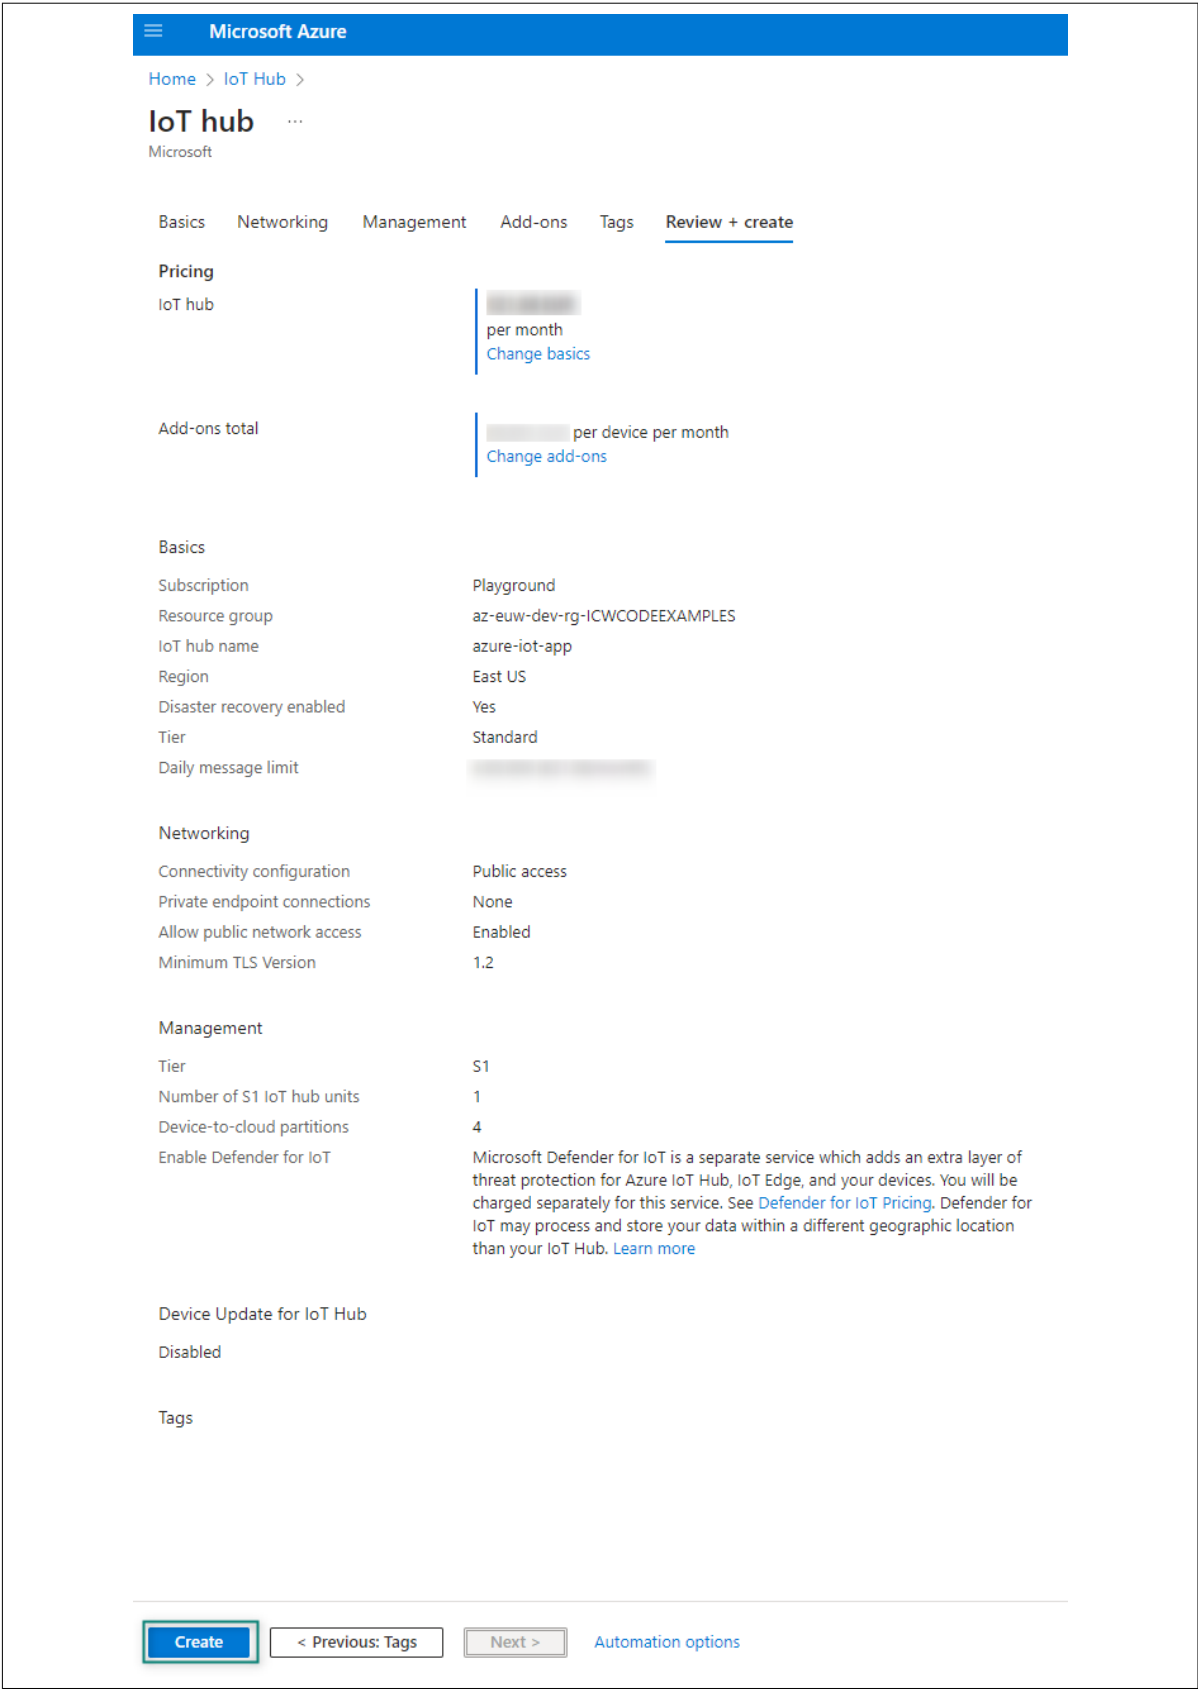 Microsoft Azure
Home > IoT Hub >
IoT hub ...
Microsoft
Basics Networking Management Add-ons Tags Review + create
Pricing
IoT hub
per month
Change basics
Add-ons total per device per month
Change add-ons
Basics
Subscription Playground
Resource group az-euw-dev-rg-ICWCODEEXAMPLES
IoT hub name azure-iot-app
Region East US
Disaster recovery enabled Yes
Tier Standard
Daily message limit
Networking
Connectivity configuration Public access
Private endpoint connections None
Allow public network access Enabled
Minimum TLS Version 1.2
Management
Tier S1
Number of S1 IoT hub units 1
Device-to-cloud partitions 4
Enable Defender for IoT Microsoft Defender for IoT is a separate service which adds an extra layer of
threat protection for Azure IoT Hub, IoT Edge, and your devices. You will be
charged separately for this service. See Defender for IoT Pricing. Defender for
IoT may process and store your data within a different geographic location
than your IoT Hub. Learn more
Device Update for IoT Hub
Disabled
Tags
Create < Previous: Tags Next > Automation options